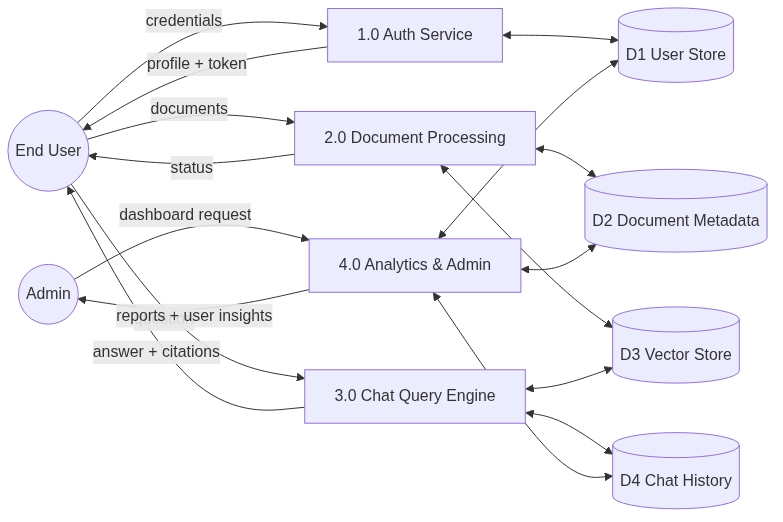 credentials
1.0 Auth Service
D1 User Store
profile + token
documents
2.0 Document Processing
End User
status
dashboard request
D2 Document Metadata
4.0 Analytics & Admin
Admin
reports + user insights
answer + citations
D3 Vector Store
3.0 Chat Query Engine
D4 Chat History